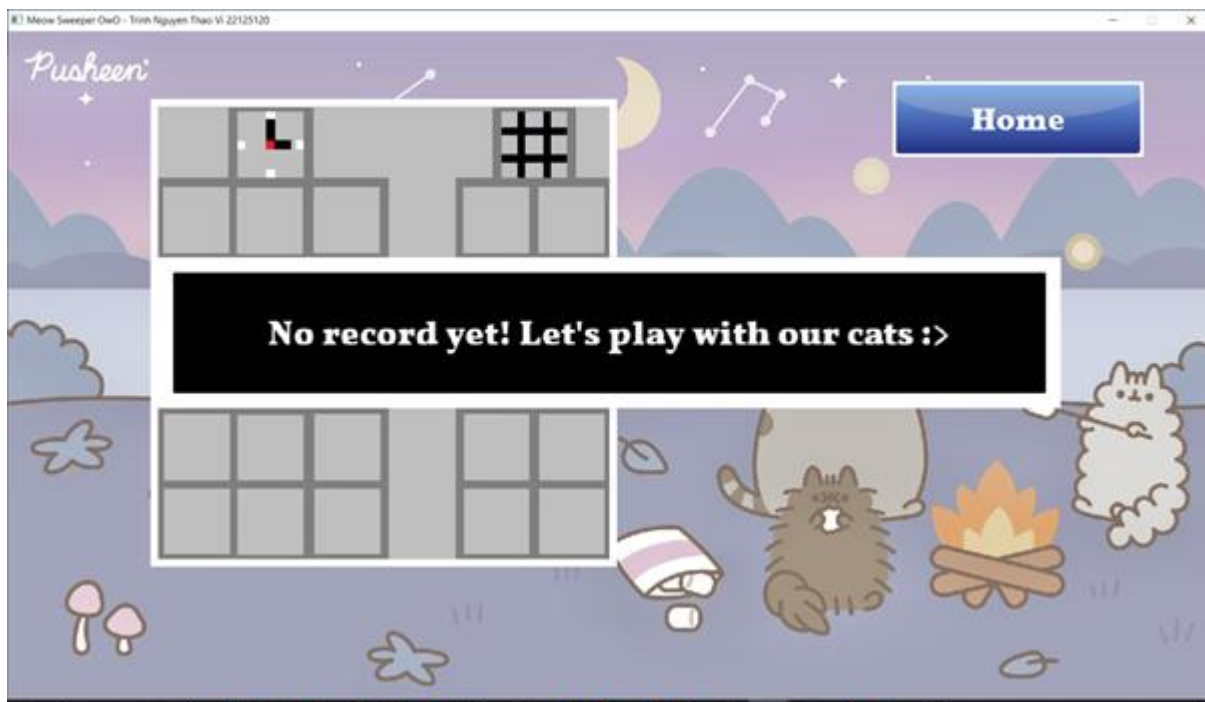 Meow Sweeper OwO - Trinh Nguyen Thao Vi 22125120
Pusheen
Home
No record yet! Let's play with our cats :>